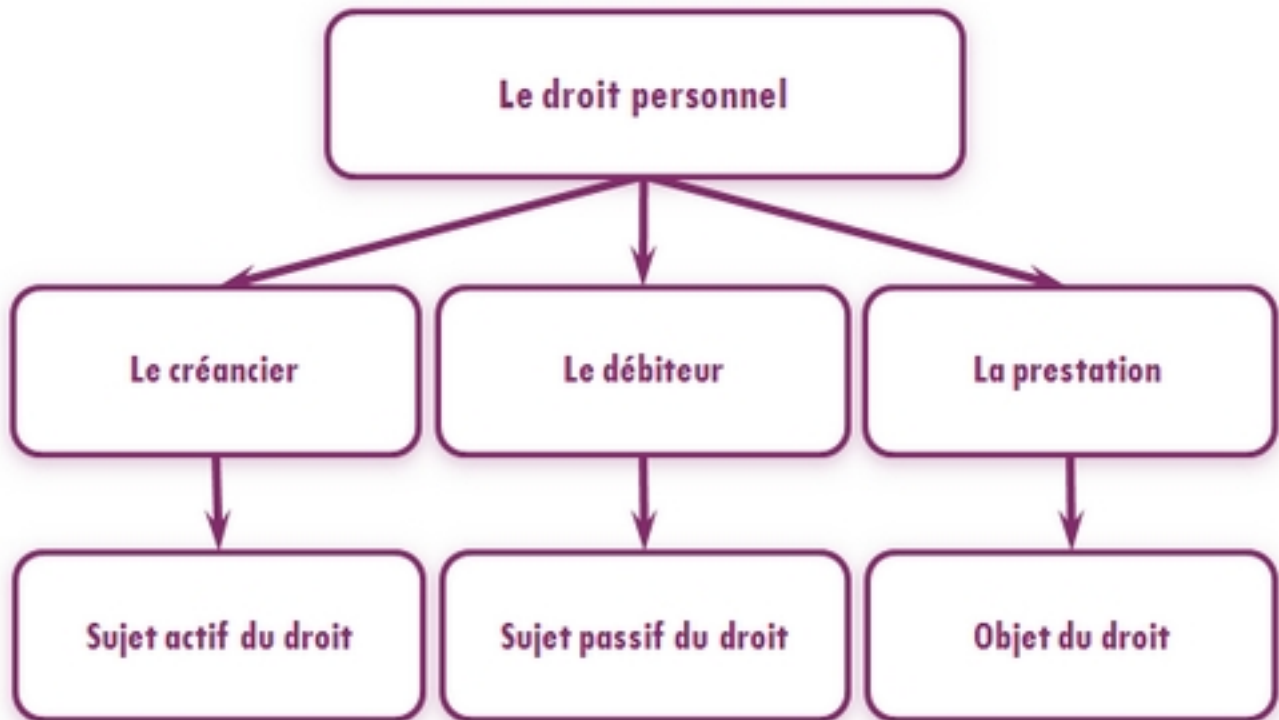 Le droit personnel
Le créancier
Le débiteur
La prestation
Sujet actif du droit
Sujet passif du droit
Objet du droit